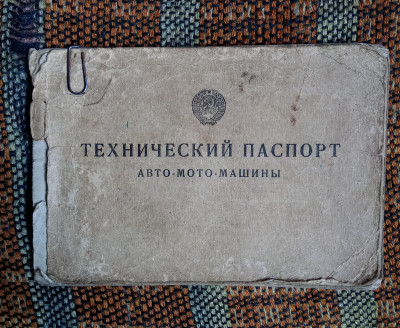 ТЕХНИЧЕСКИЙ ПАСПОРТ
АВТО-МОТО-МАШИНЫ